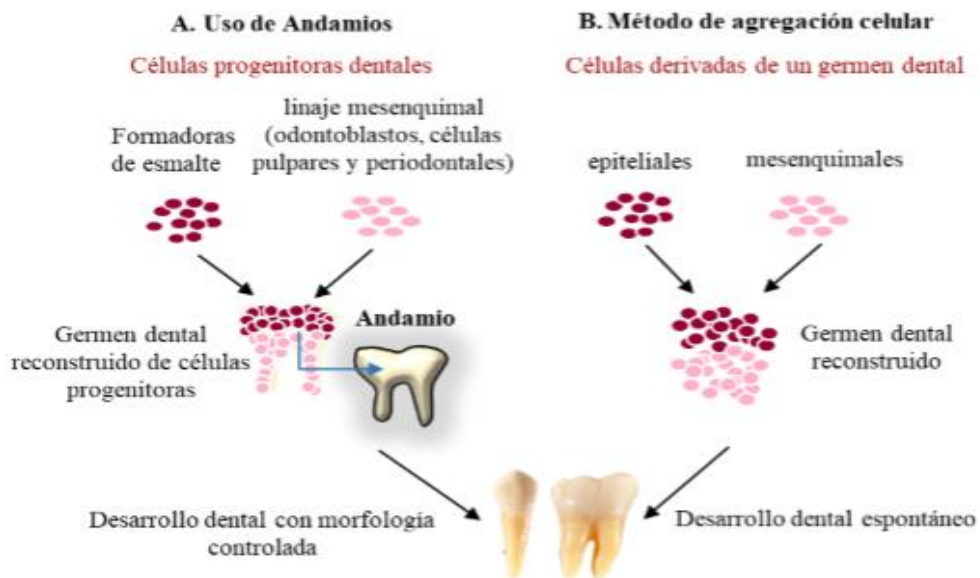 A. Uso de Andamios
Células progenitoras dentales
Formadoras
de esmalte
linaje mesenquimal
(odontoblastos, células
pulpares y periodontales)
Germen dental
reconstruido de células
progenitoras
Andamio
Desarrollo dental con morfología
controlada
B. Método de agregación celular
Células derivadas de un germen dental
epiteliales
mesenquimales
Germen dental
reconstruido
Desarrollo dental espontáneo